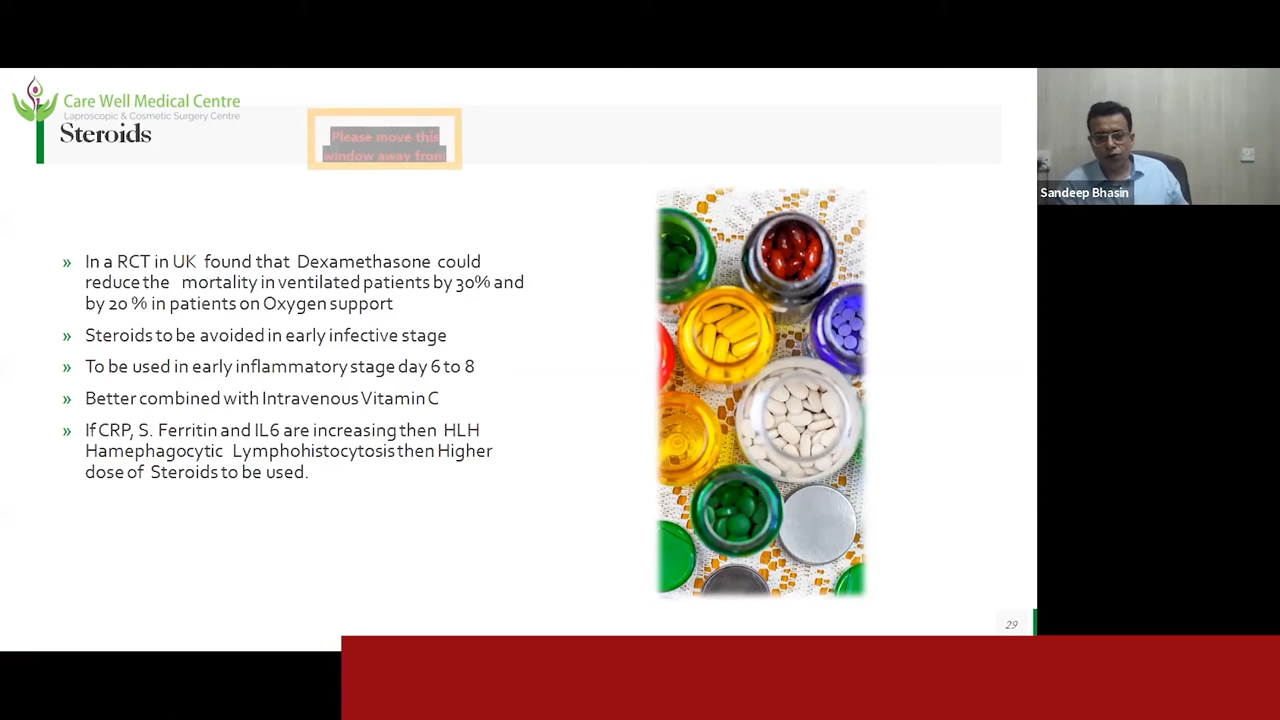 Care Well Medical Centre
Laproscopic & Cosmetic Surgery Centre
Steroids
Please move this
window away from
Sandeep Bhasin
» In a RCT in UK found that Dexamethasone could
reduce the mortality in ventilated patients by 30% and
by 20 % in patients on Oxygen support
» Steroids to be avoided in early infective stage
» To be used in early inflammatory stage day 6 to 8
» Better combined with Intravenous Vitamin C
» If CRP, S. Ferritin and IL6 are increasing then HLH
Hamephagocytic Lymphohistocytosis then Higher
dose of Steroids to be used.
29